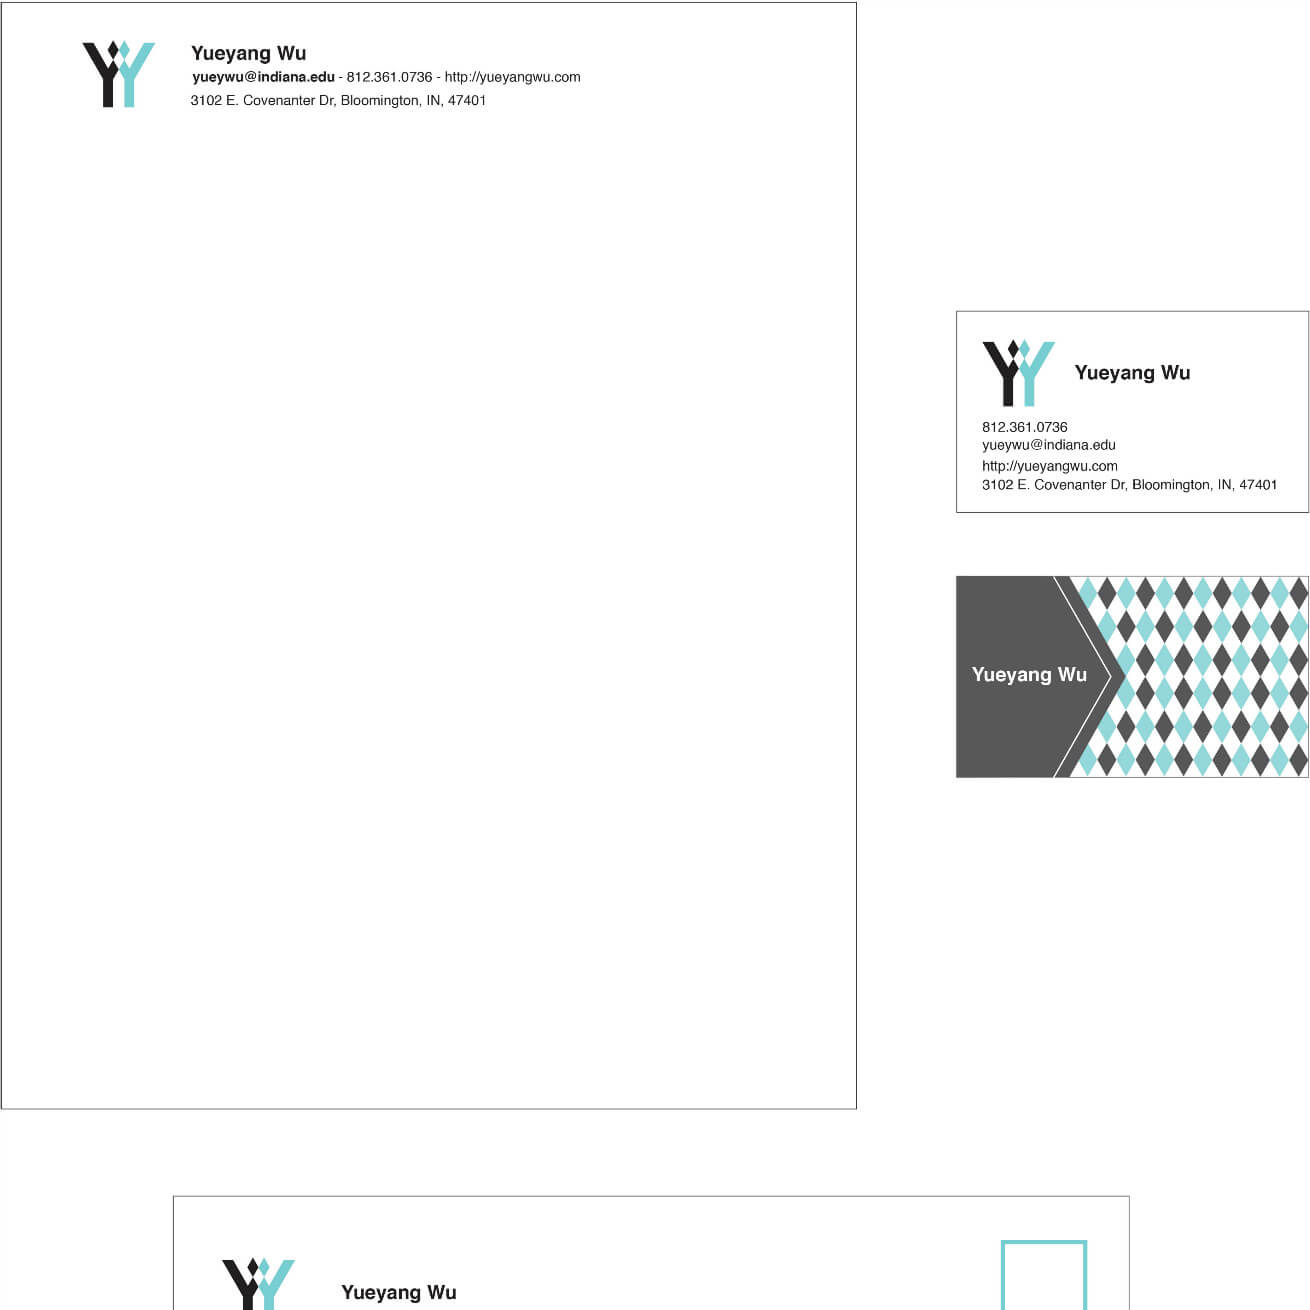 Yueyang Wu
yueywu@indiana.edu - 812.361.0736 - http://yueyangwu.com
3102 E. Covenanter Dr, Bloomington, IN, 47401
YY
Yueyang Wu
812.361.0736
yueywu@indiana.edu
http://yueyangwu.com
3102 E. Covenanter Dr, Bloomington, IN, 47401
Yueyang Wu
Yueyang Wu